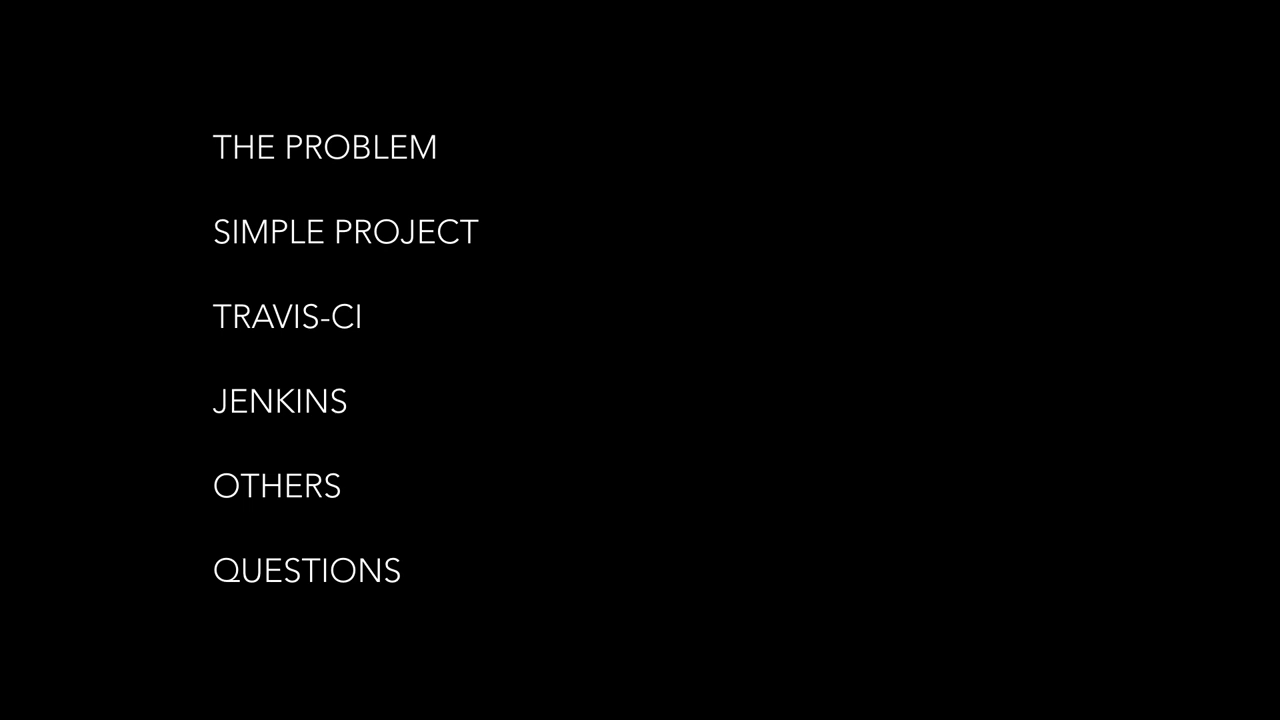 THE PROBLEM
SIMPLE PROJECT
TRAVIS-CI
JENKINS
OTHERS
QUESTIONS